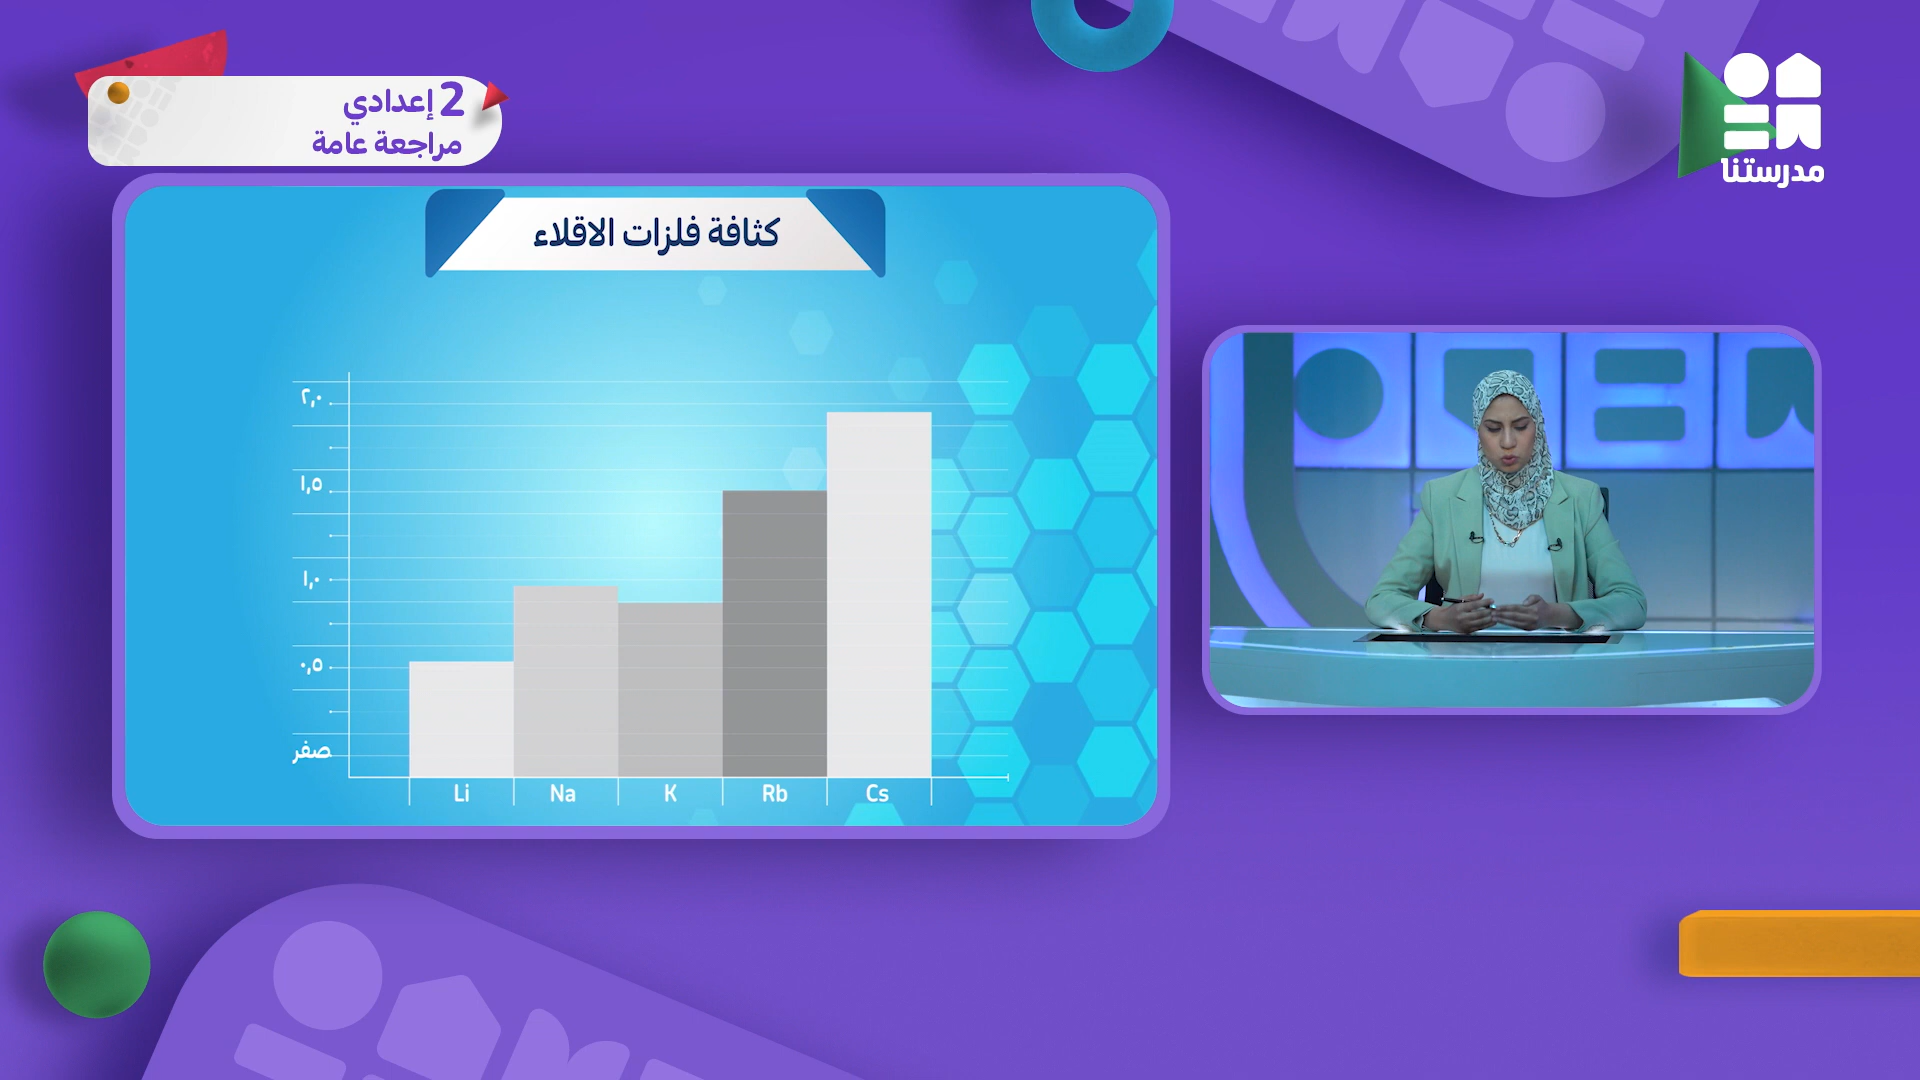 2 إعدادي
مراجعة عامة
مدرستنا
كثافة فلزات الاقلاء
٢,٠
١,٥
١,٠
٠,٥
صفر
Li Na K Rb Cs